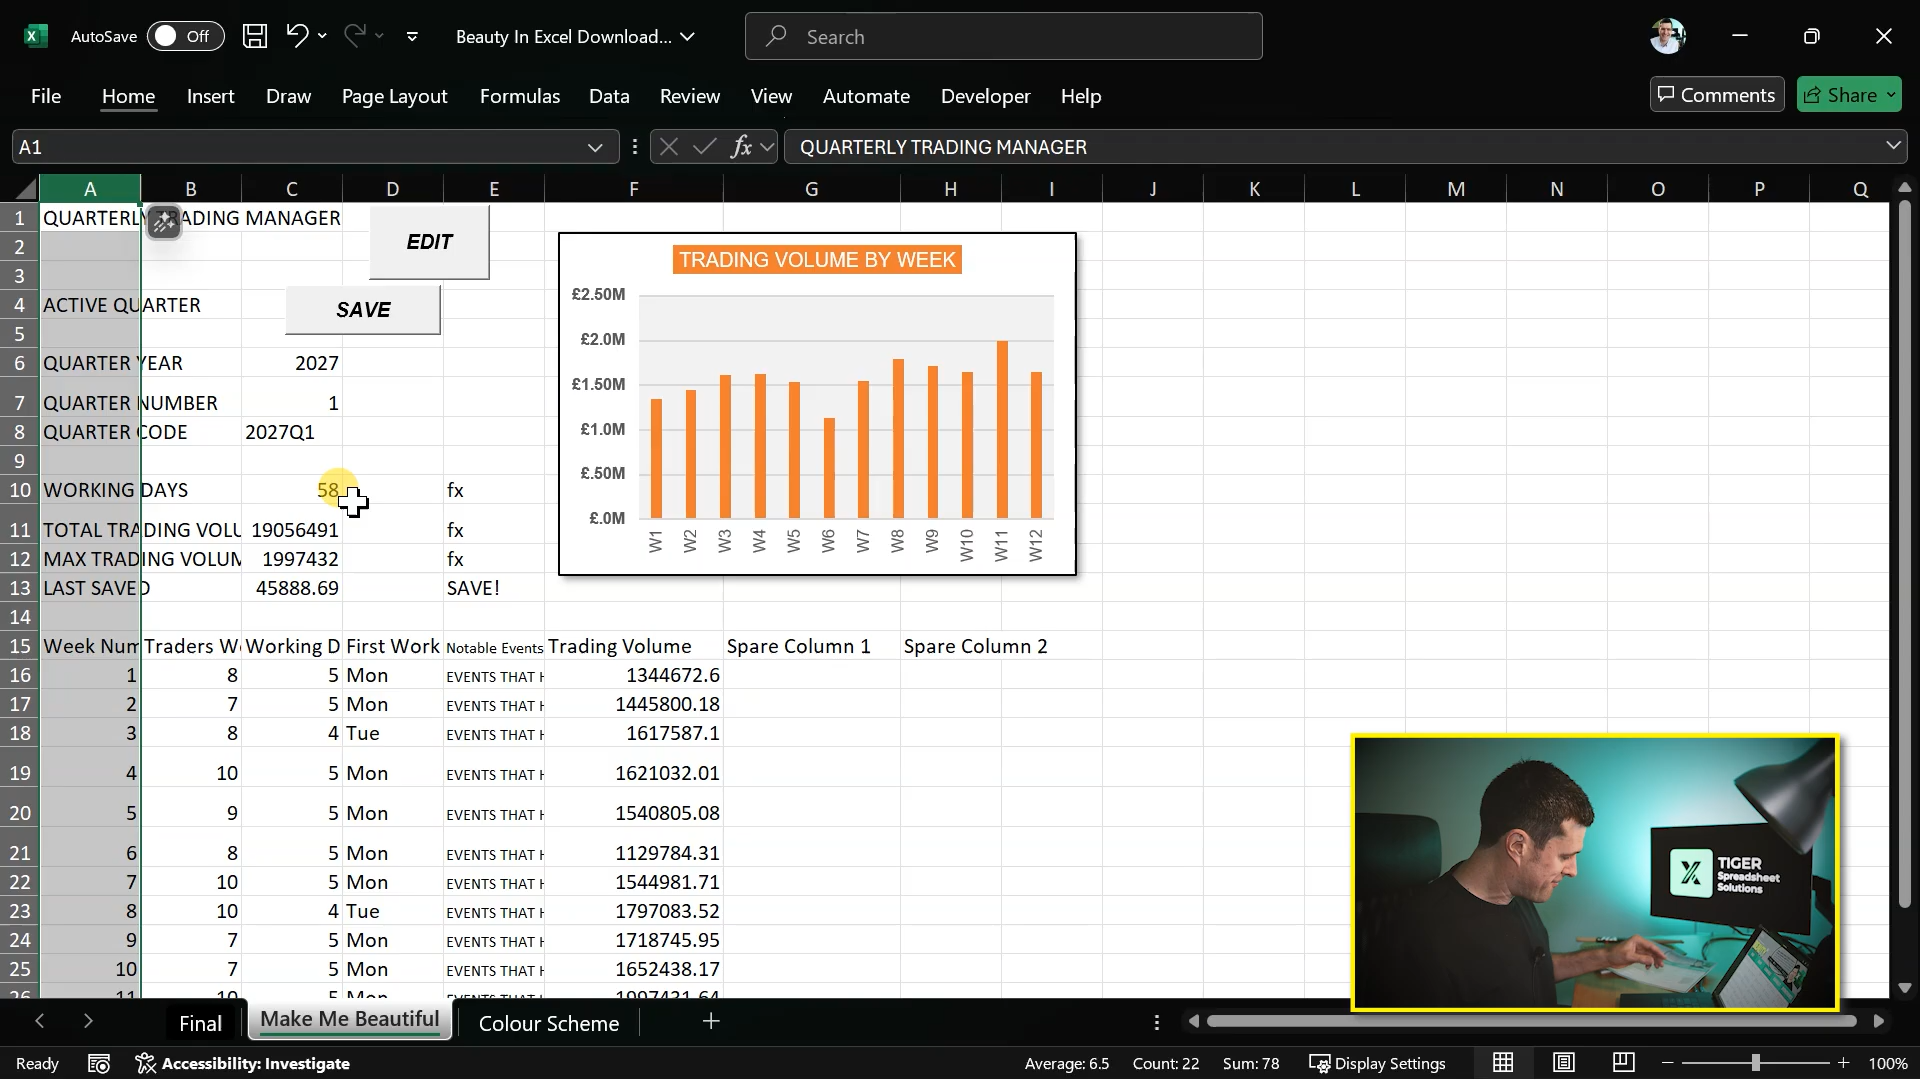 AutoSave Off Beauty In Excel Download... Search
File Home Insert Draw Page Layout Formulas Data Review View Automate Developer Help Comments Share
A1 fx QUARTERLY TRADING MANAGER
A B C D E F G H I J K L M N O P Q
1 QUARTERLY TRADING MANAGER
2
3
4 ACTIVE QUARTER
5
6 QUARTER YEAR 2027
7 QUARTER NUMBER 1
8 QUARTER CODE 2027Q1
9
10 WORKING DAYS 58 fx
11 TOTAL TRADING VOLU 19056491 fx
12 MAX TRADING VOLUM 1997432 fx
13 LAST SAVED 45888.69 SAVE!
14
EDIT
SAVE
TRADING VOLUME BY WEEK
£2.50M
£2.0M
£1.50M
£1.0M
£.50M
£.0M
W1 W2 W3 W4 W5 W6 W7 W8 W9 W10 W11 W12
15 Week Num Traders Wo Working D First Work Notable Events Trading Volume Spare Column 1 Spare Column 2
16 1 8 5 Mon EVENTS THAT H 1344672.6
17 2 7 5 Mon EVENTS THAT H 1445800.18
18 3 8 4 Tue EVENTS THAT H 1617587.1
19 4 10 5 Mon EVENTS THAT H 1621032.01
20 5 9 5 Mon EVENTS THAT H 1540805.08
21 6 8 5 Mon EVENTS THAT H 1129784.31
22 7 10 5 Mon EVENTS THAT H 1544981.71
23 8 10 4 Tue EVENTS THAT H 1797083.52
24 9 7 5 Mon EVENTS THAT H 1718745.95
25 10 7 5 Mon EVENTS THAT H 1652438.17
26 11 10 5 Mon EVENTS THAT H 1997431.64
TIGER
Spreadsheet
Solutions
Final Make Me Beautiful Colour Scheme
Ready Accessibility: Investigate Average: 6.5 Count: 22 Sum: 78 Display Settings 100%